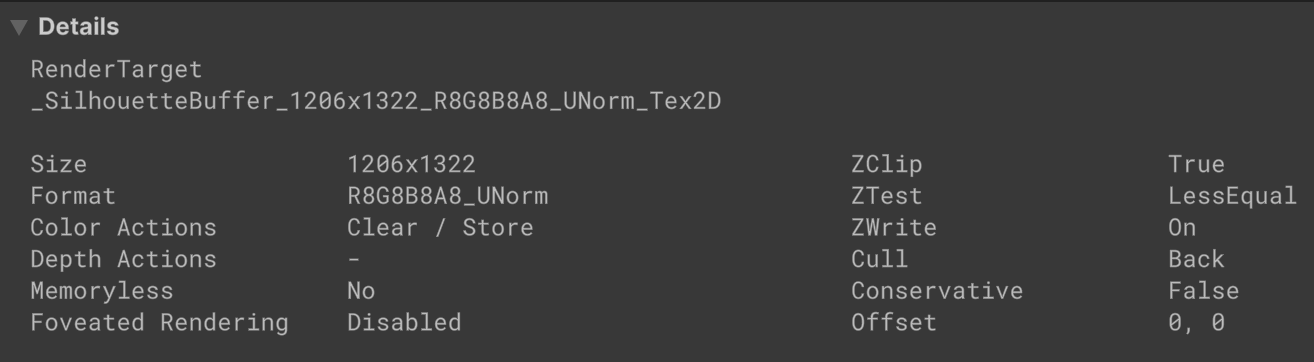 Details
RenderTarget
_SilhouetteBuffer_1206x1322_R8G8B8A8_UNorm_Tex2D
Size 1206x1322 ZClip True
Format R8G8B8A8_UNorm ZTest LessEqual
Color Actions Clear / Store ZWrite On
Depth Actions - Cull Back
Memoryless No Conservative False
Foveated Rendering Disabled Offset 0, 0